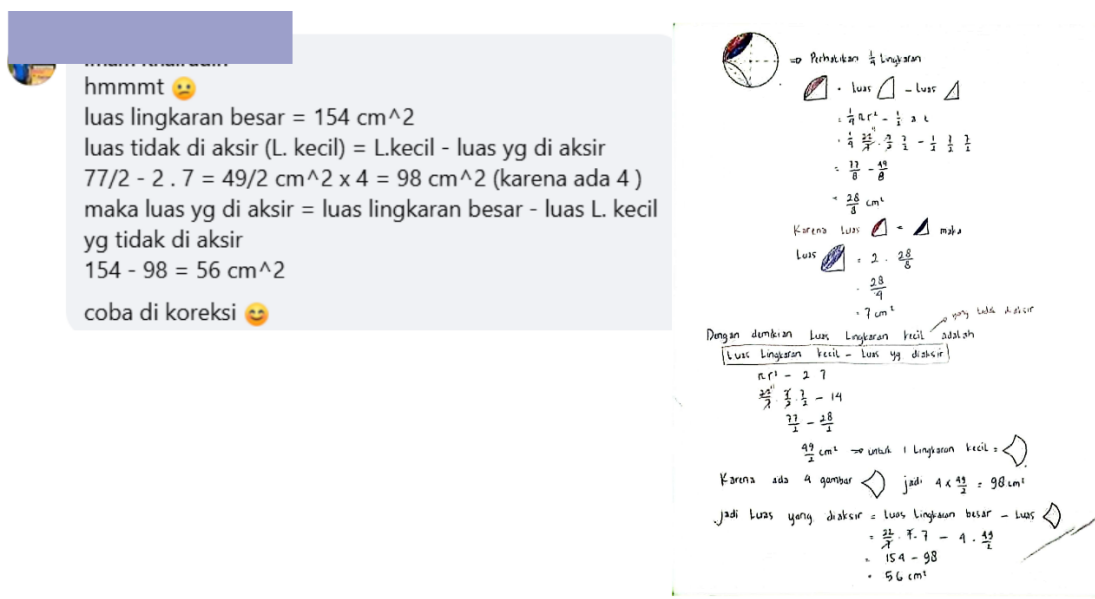 hmmmt
luas lingkaran besar = 154 cm^2
luas tidak di aksir (L. kecil) = L.kecil - luas yg di aksir
77/2 - 2 . 7 = 49/2 cm^2 x 4 = 98 cm^2 (karena ada 4 )
maka luas yg di aksir = luas lingkaran besar - luas L. kecil
yg tidak di aksir
154 - 98 = 56 cm^2
coba di koreksi
⇒ Perhatikan 1/4 Lingkaran
= Luas - Luas
= 1/4 πr² - 1/2 a t
= 1/4 22/7 . 7/2 7/2 - 1/2 7/2 7/2
= 77/8 - 49/8
= 28/8 cm²
Karena Luas = maka
Luas = 2 . 28/8
= 28/4
= 7 cm²
yang tidak diaksir
Dengan demikian Luas Lingkaran kecil adalah
Luas Lingkaran kecil - Luas yg diaksir
πr² - 2 7
22/7 . 7/2 . 7/2 - 14
77/2 - 28/2
49/2 cm² ⇒ untuk 1 Lingkaran kecil =
Karena ada 4 gambar jadi 4 x 49/2 = 98 cm²
Jadi Luas yang diaksir = Luas Lingkaran besar - Luas
= 22/7 . 7 . 7 - 4 . 49/2
= 154 - 98
= 56 cm²